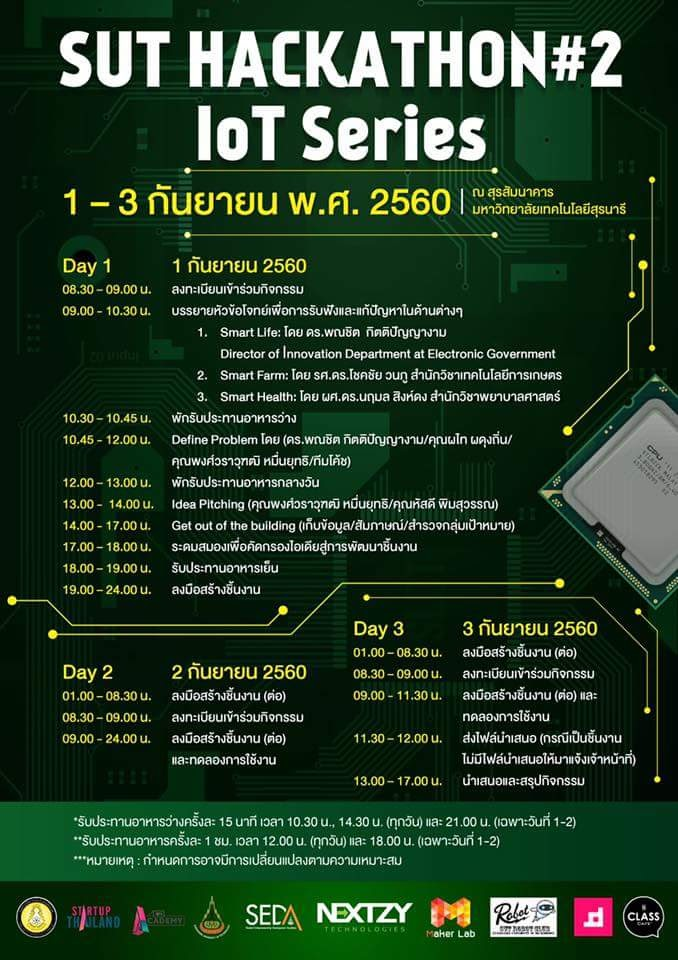 SUT HACKATHON#2
IoT Series
1 – 3 กันยายน พ.ศ. 2560
ณ สุรสัมนาคาร
มหาวิทยาลัยเทคโนโลยีสุรนารี
Day 1 1 กันยายน 2560
08.30 – 09.00 น. ลงทะเบียนเข้าร่วมกิจกรรม
09.00 - 10.30 น. บรรยายหัวข้อโจทย์เพื่อการรับฟังและแก้ปัญหาในด้านต่างๆ
1. Smart Life: โดย ดร.พณชิต กิตติปัญญางาม
Director of Innovation Department at Electronic Government
2. Smart Farm: โดย รศ.ดร.โชคชัย วนภู สำนักวิชาเทคโนโลยีการเกษตร
3. Smart Health: โดย ผศ.ดร.นฤมล สิงห์ดง สำนักวิชาพยาบาลศาสตร์
10.30 – 10.45 น. พักรับประทานอาหารว่าง
10.45 - 12.00 น. Define Problem โดย (ดร.พณชิต กิตติปัญญางาม/คุณผไท ผดุงถิ่น/
คุณพงศ์วราวุฑฒิ หมื่นยุทธิ/ทีมโค้ช)
12.00 – 13.00 น. พักรับประทานอาหารกลางวัน
13.00 - 14.00 น. Idea Pitching (คุณพงศ์วราวุฑฒิ หมื่นยุทธิ/คุณหัสดี พิมสุวรรณ)
14.00 - 17.00 น. Get out of the building (เก็บข้อมูล/สัมภาษณ์/สำรวจกลุ่มเป้าหมาย)
17.00 - 18.00 น. ระดมสมองเพื่อคัดกรองไอเดียสู่การพัฒนาชิ้นงาน
18.00 – 19.00 น. รับประทานอาหารเย็น
19.00 – 24.00 น. ลงมือสร้างชิ้นงาน
Day 2 2 กันยายน 2560
01.00 – 08.30 น. ลงมือสร้างชิ้นงาน (ต่อ)
08.30 – 09.00 น. ลงทะเบียนเข้าร่วมกิจกรรม
09.00 – 24.00 น. ลงมือสร้างชิ้นงาน (ต่อ)
และทดลองการใช้งาน
Day 3 3 กันยายน 2560
01.00 – 08.30 น. ลงมือสร้างชิ้นงาน (ต่อ)
08.30 – 09.00 น. ลงทะเบียนเข้าร่วมกิจกรรม
09.00 - 11.30 น. ลงมือสร้างชิ้นงาน (ต่อ) และ
ทดลองการใช้งาน
11.30 – 12.00 น. ส่งไฟล์นำเสนอ (กรณีเป็นชิ้นงาน
ไม่มีไฟล์นำเสนอให้มาแจ้งเจ้าหน้าที่)
13.00 – 17.00 น. นำเสนอและสรุปกิจกรรม
*รับประทานอาหารว่างครั้งละ 15 นาที เวลา 10.30 น., 14.30 น. (ทุกวัน) และ 21.00 น. (เฉพาะวันที่ 1-2)
**รับประทานอาหารครั้งละ 1 ชม. เวลา 12.00 น. (ทุกวัน) และ 18.00 น. (เฉพาะวันที่ 1-2)
***หมายเหตุ : กำหนดการอาจมีการเปลี่ยนแปลงตามความเหมาะสม
STARTUP
THAILAND
ACADEMY
SEDA
NEXTZY
TECHNOLOGIES
Maker Lab
Robot
SUT ROBOT CLUB
CLASS
CAFE